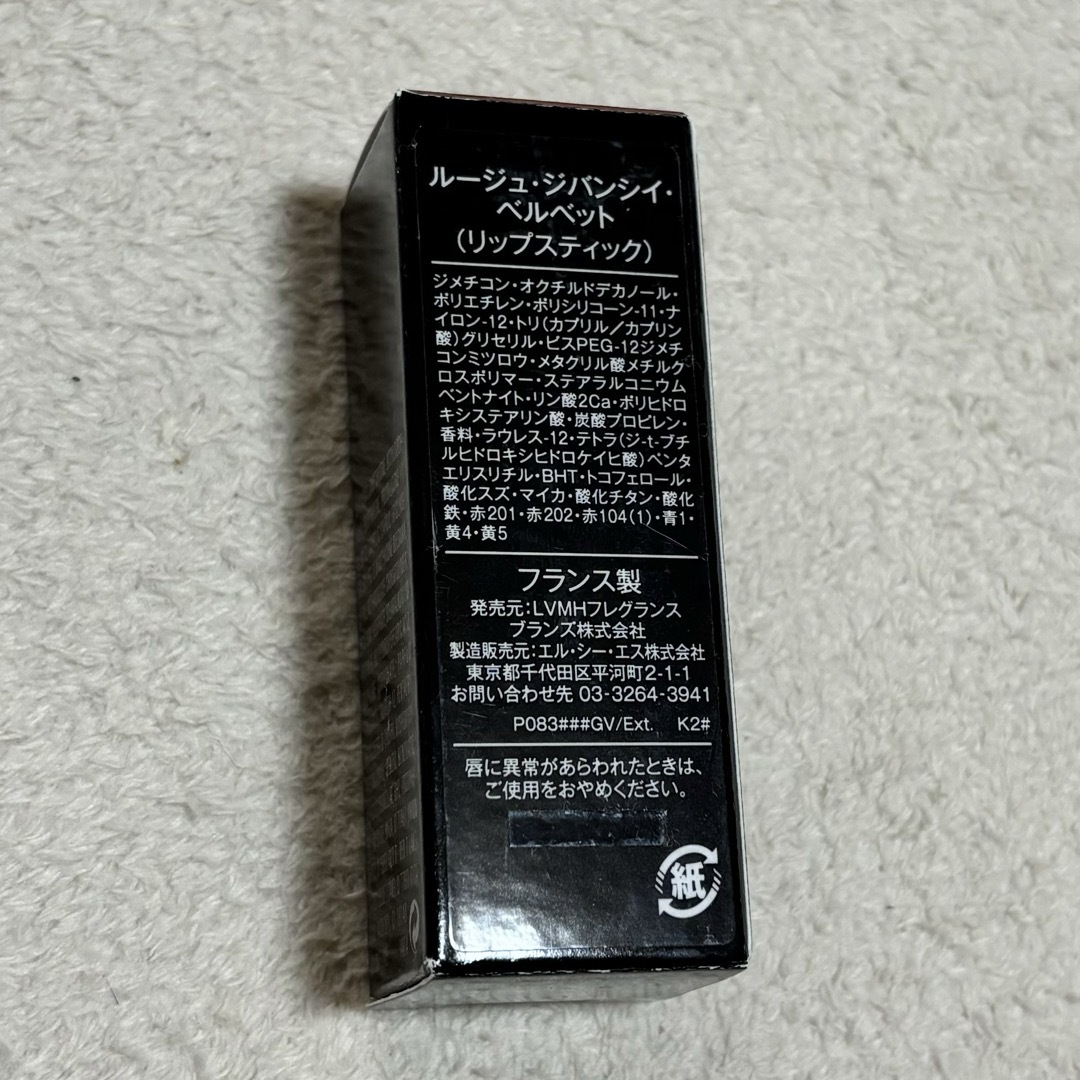 ルージュ・ジバンシイ・
ベルベット
(リップスティック)
ジメチコン・オクチルドデカノール・
ポリエチレン・ポリシリコーン-11・ナ
イロン-12・トリ(カプリル/カプリン
酸)グリセリル・ビスPEG-12ジメチ
コンミツロウ・メタクリル酸メチルク
ロスポリマー・ステアラルコニウム
ベントナイト・リン酸2Ca・ポリヒドロ
キシステアリン酸・炭酸プロピレン・
香料・ラウレス-12・テトラ(ジ-t-ブチ
ルヒドロキシヒドロケイヒ酸)ペンタ
エリスリチル・BHT・トコフェロール・
酸化スズ・マイカ・酸化チタン・酸化
鉄・赤201・赤202・赤104(1)・青1・
黄4・黄5
フランス製
発売元:LVMHフレグランス
ブランズ株式会社
製造販売元:エル・シー・エス株式会社
東京都千代田区平河町2-1-1
お問い合わせ先 03-3264-3941
P083###GV/Ext. K2#
唇に異常があらわれたときは、
ご使用をおやめください。
紙